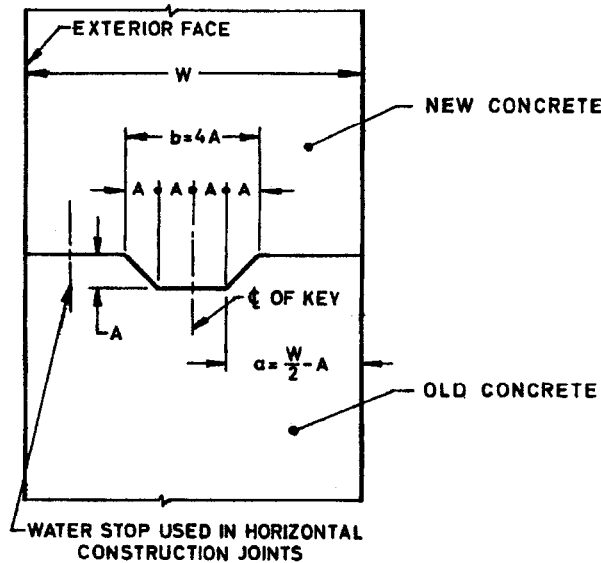 EXTERIOR FACE
W
NEW CONCRETE
b=4A
A A A A
℄ OF KEY
A
a=W/2-A
OLD CONCRETE
WATER STOP USED IN HORIZONTAL
CONSTRUCTION JOINTS